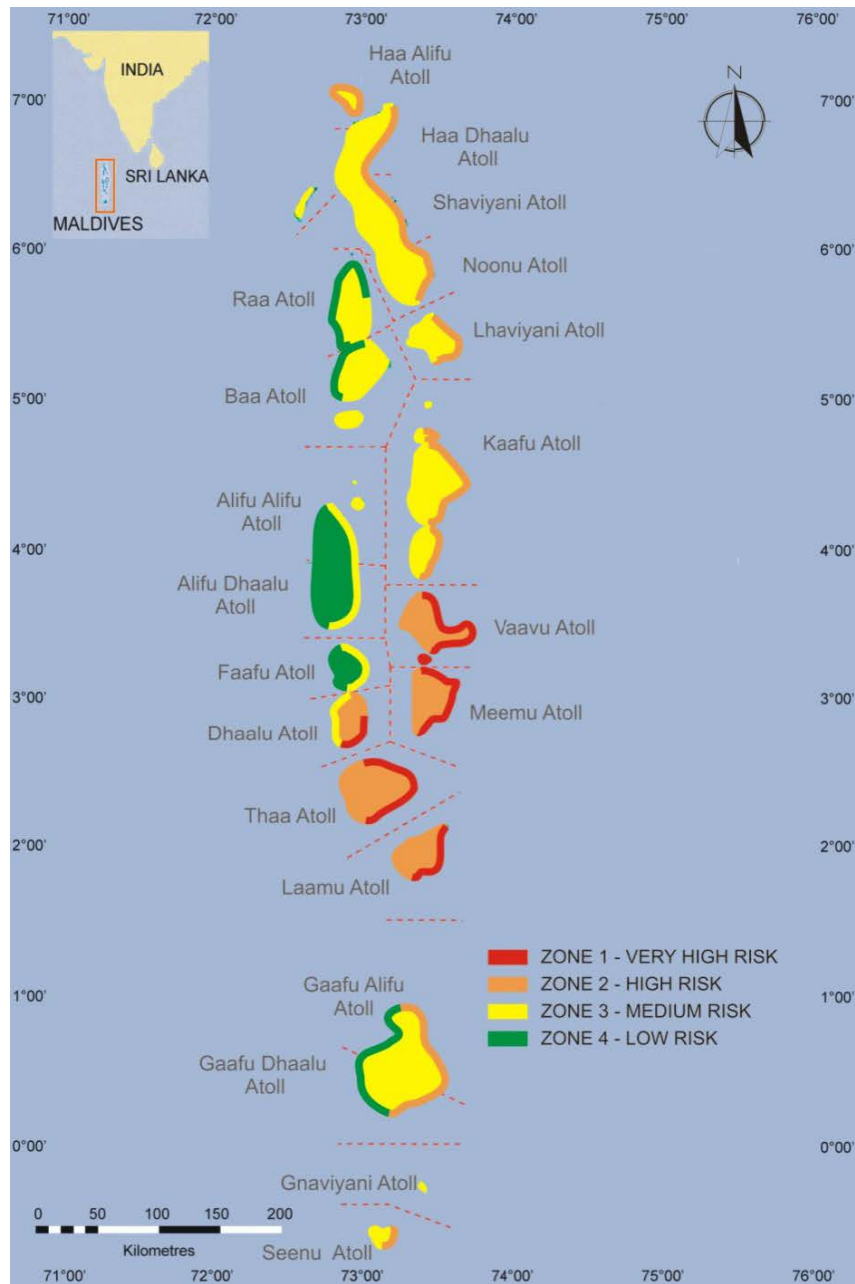 71°00' 72°00' 73°00' 74°00' 75°00' 76°00'
INDIA
SRI LANKA
MALDIVES
N
Haa Alifu
Atoll
7°00' 7°00'
Haa Dhaalu
Atoll
Shaviyani Atoll
6°00' 6°00'
Noonu Atoll
Raa Atoll
Lhaviyani Atoll
Baa Atoll
5°00' 5°00'
Kaafu Atoll
Alifu Alifu
Atoll
4°00' 4°00'
Alifu Dhaalu
Atoll
Vaavu Atoll
Faafu Atoll
3°00' 3°00'
Meemu Atoll
Dhaalu Atoll
Thaa Atoll
2°00' 2°00'
Laamu Atoll
ZONE 1 - VERY HIGH RISK
ZONE 2 - HIGH RISK
ZONE 3 - MEDIUM RISK
ZONE 4 - LOW RISK
Gaafu Alifu
Atoll
1°00' 1°00'
Gaafu Dhaalu
Atoll
0°00' 0°00'
Gnaviyani Atoll
0 50 100 150 200
Kilometres
Seenu Atoll
71°00' 72°00' 73°00' 74°00' 75°00' 76°00'